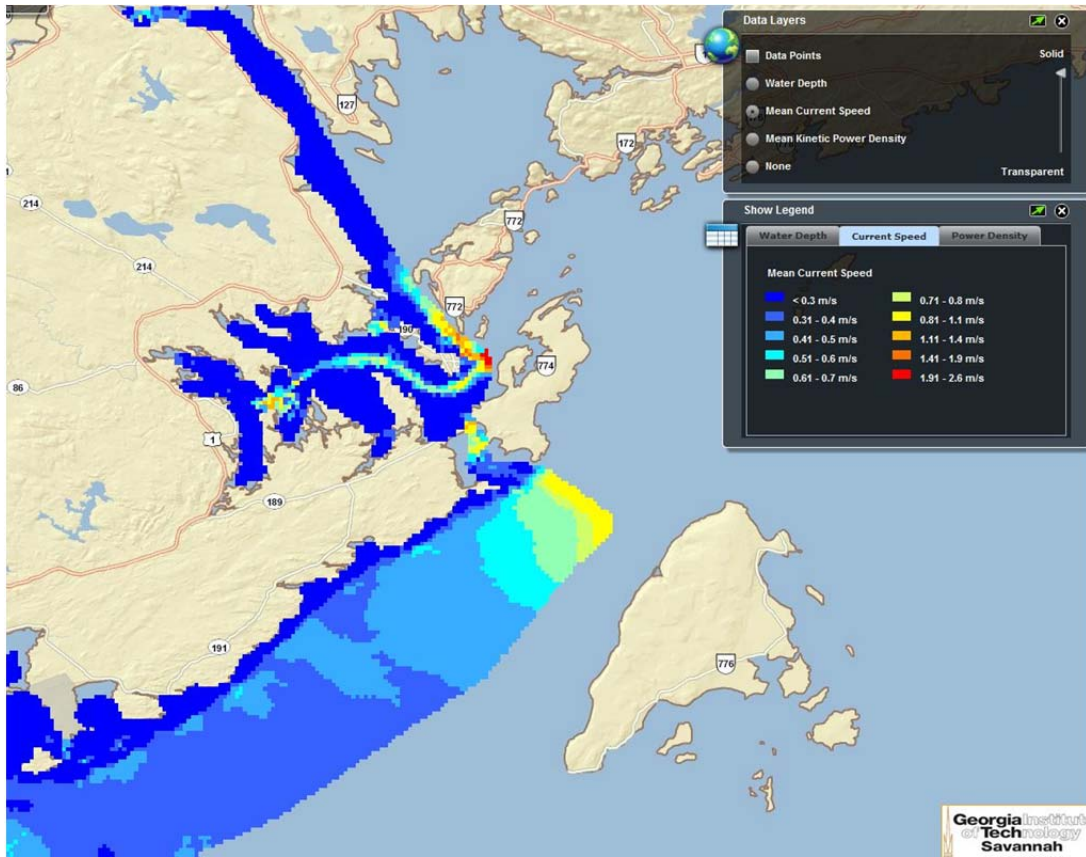 Data Layers
Data Points
Solid
Water Depth
Mean Current Speed
Mean Kinetic Power Density
None
Transparent
Show Legend
Water Depth Current Speed Power Density
Mean Current Speed
< 0.3 m/s 0.71 - 0.8 m/s
0.31 - 0.4 m/s 0.81 - 1.1 m/s
0.41 - 0.5 m/s 1.11 - 1.4 m/s
0.51 - 0.6 m/s 1.41 - 1.9 m/s
0.61 - 0.7 m/s 1.91 - 2.6 m/s
127
172
214
772
214
772
190
774
86
1
189
191
776
Georgia Institut
of Technology
Savannah